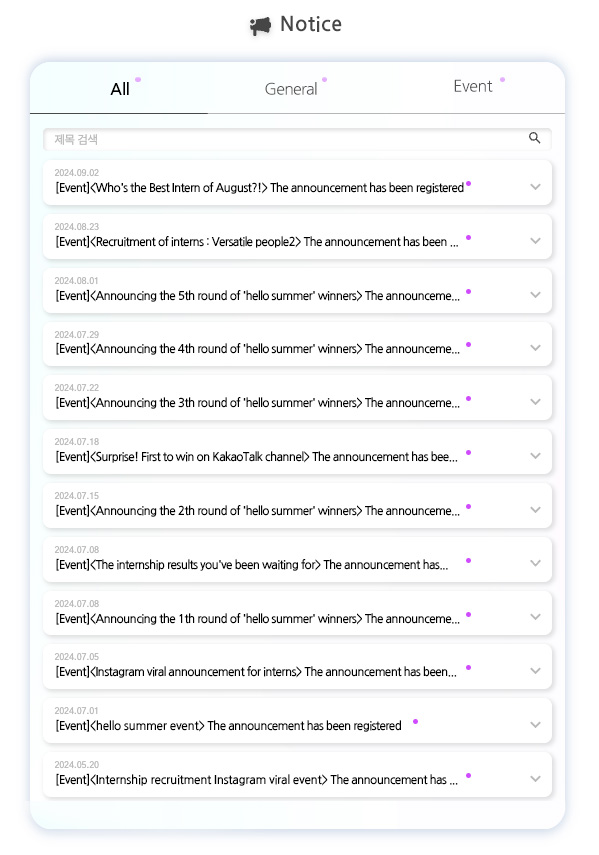 Notice
All
General
Event
제목 검색
2024.09.02
[Event]<Who's the Best Intern of August?!> The announcement has been registered
2024.08.23
[Event]<Recruitment of interns : Versatile people2> The announcement has been ...
2024.08.01
[Event]<Announcing the 5th round of 'hello summer' winners> The announceme...
2024.07.29
[Event]<Announcing the 4th round of 'hello summer' winners> The announceme...
2024.07.22
[Event]<Announcing the 3th round of 'hello summer' winners> The announceme...
2024.07.18
[Event]<Surprise! First to win on KakaoTalk channel> The announcement has bee...
2024.07.15
[Event]<Announcing the 2th round of 'hello summer' winners> The announceme...
2024.07.08
[Event]<The internship results you've been waiting for> The announcement has...
2024.07.08
[Event]<Announcing the 1th round of 'hello summer' winners> The announceme...
2024.07.05
[Event]<Instagram viral announcement for interns> The announcement has been...
2024.07.01
[Event]<hello summer event> The announcement has been registered
2024.05.20
[Event]<Internship recruitment Instagram viral event> The announcement has ...